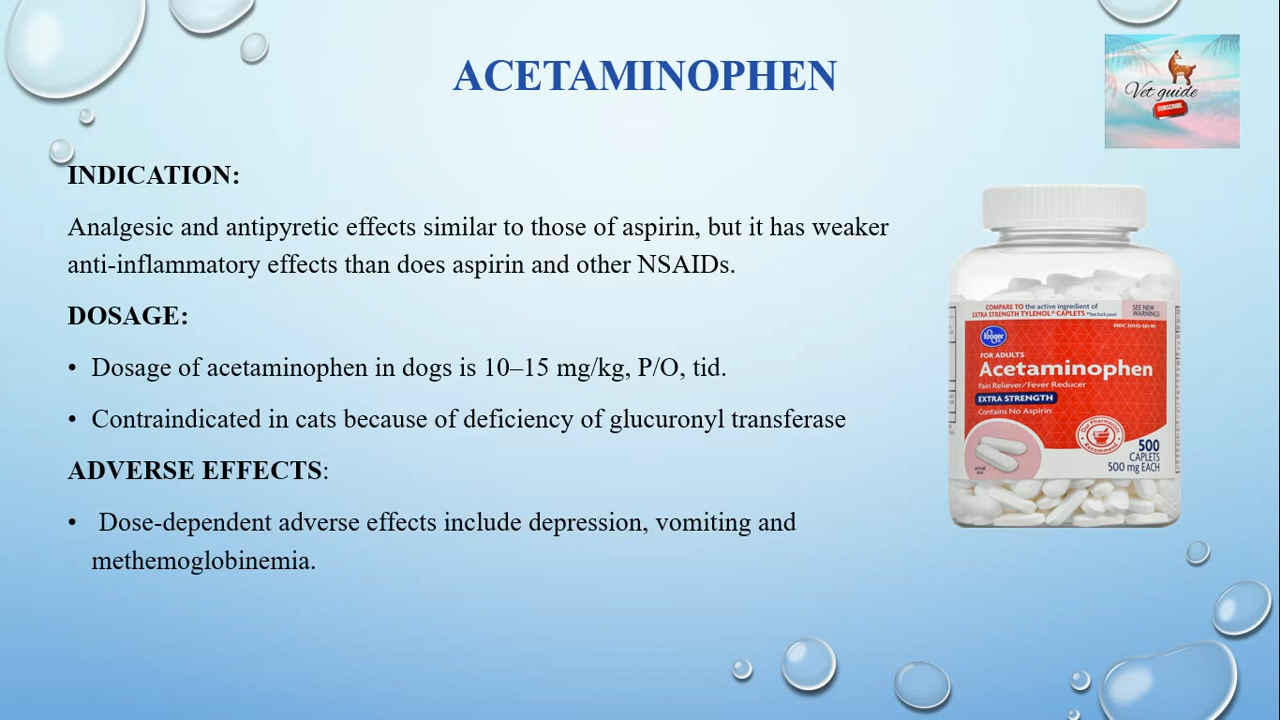 ACETAMINOPHEN
Vet guide
SUBSCRIBE
INDICATION:
Analgesic and antipyretic effects similar to those of aspirin, but it has weaker
anti-inflammatory effects than does aspirin and other NSAIDs.
DOSAGE:
• Dosage of acetaminophen in dogs is 10–15 mg/kg, P/O, tid.
• Contraindicated in cats because of deficiency of glucuronyl transferase
ADVERSE EFFECTS:
• Dose-dependent adverse effects include depression, vomiting and
methemoglobinemia.
COMPARE TO the active ingredient of
EXTRA STRENGTH TYLENOL® CAPLETS
SEE NEW
WARNINGS
Kroger
FOR ADULTS
Acetaminophen
Pain Reliever/Fever Reducer
EXTRA STRENGTH
Contains No Aspirin
Our Pharmacists
Recommend
500
CAPLETS
500 mg EACH